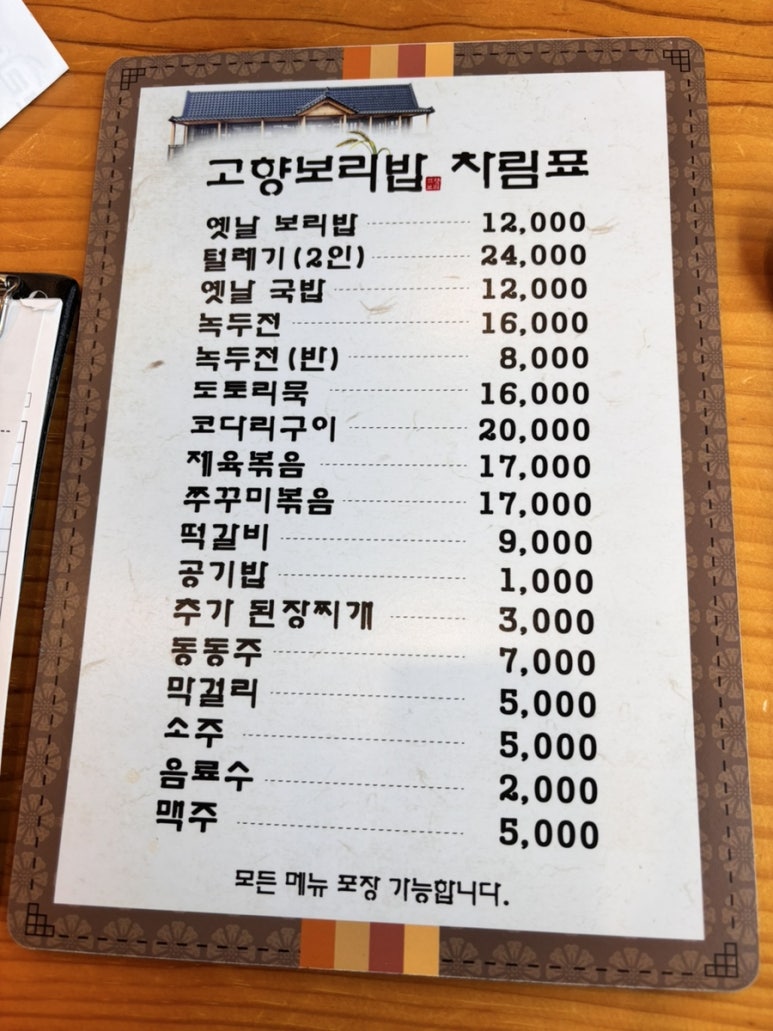 고향보리밥 차림표
옛날 보리밥 12,000
털레기(2인) 24,000
옛날 국밥 12,000
녹두전 16,000
녹두전(반) 8,000
도토리묵 16,000
코다리구이 20,000
제육볶음 17,000
쭈꾸미볶음 17,000
떡갈비 9,000
공기밥 1,000
추가 된장찌개 3,000
동동주 7,000
막걸리 5,000
소주 5,000
음료수 2,000
맥주 5,000
모든 메뉴 포장 가능합니다.